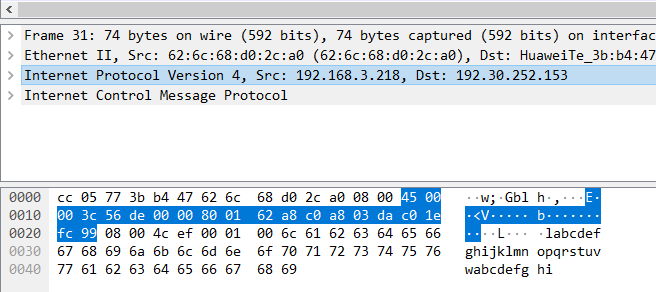 Frame 31: 74 bytes on wire (592 bits), 74 bytes captured (592 bits) on interfac
Ethernet II, Src: 62:6c:68:d0:2c:a0 (62:6c:68:d0:2c:a0), Dst: HuaweiTe_3b:b4:47
Internet Protocol Version 4, Src: 192.168.3.218, Dst: 192.30.252.153
Internet Control Message Protocol
0000 cc 05 77 3b b4 47 62 6c 68 d0 2c a0 08 00 45 00 ··w;·Gbl h·,···E·
0010 00 3c 56 de 00 00 80 01 62 a8 c0 a8 03 da c0 1e ·<V····· b·······
0020 fc 99 08 00 4c ef 00 01 00 6c 61 62 63 64 65 66 ····L··· ·labcdef
0030 67 68 69 6a 6b 6c 6d 6e 6f 70 71 72 73 74 75 76 ghijklmn opqrstuv
0040 77 61 62 63 64 65 66 67 68 69 wabcdefg hi